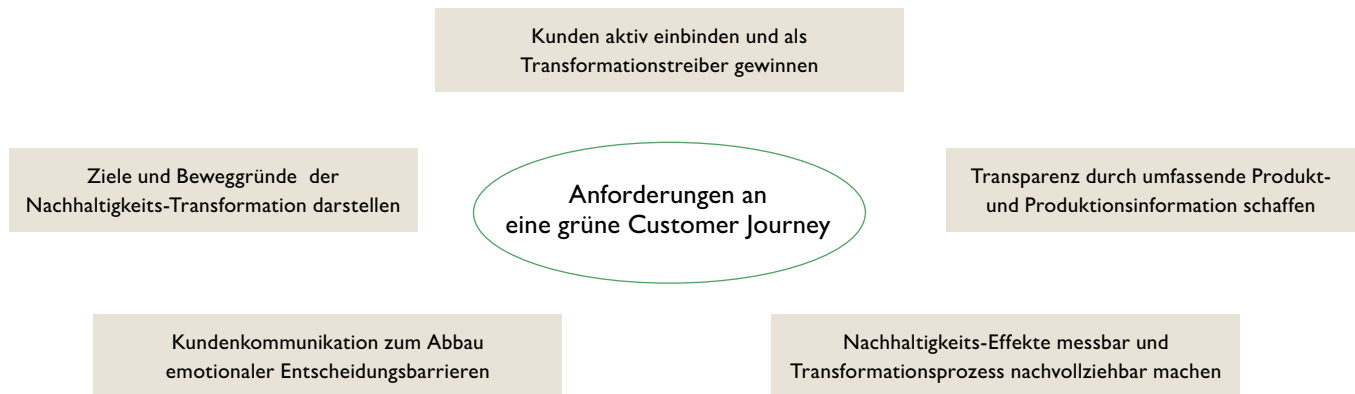 Kunden aktiv einbinden und als
Transformationstreiber gewinnen
Ziele und Beweggründe der
Nachhaltigkeits-Transformation darstellen
Anforderungen an
eine grüne Customer Journey
Transparenz durch umfassende Produkt-
und Produktionsinformation schaffen
Kundenkommunikation zum Abbau
emotionaler Entscheidungsbarrieren
Nachhaltigkeits-Effekte messbar und
Transformationsprozess nachvollziehbar machen